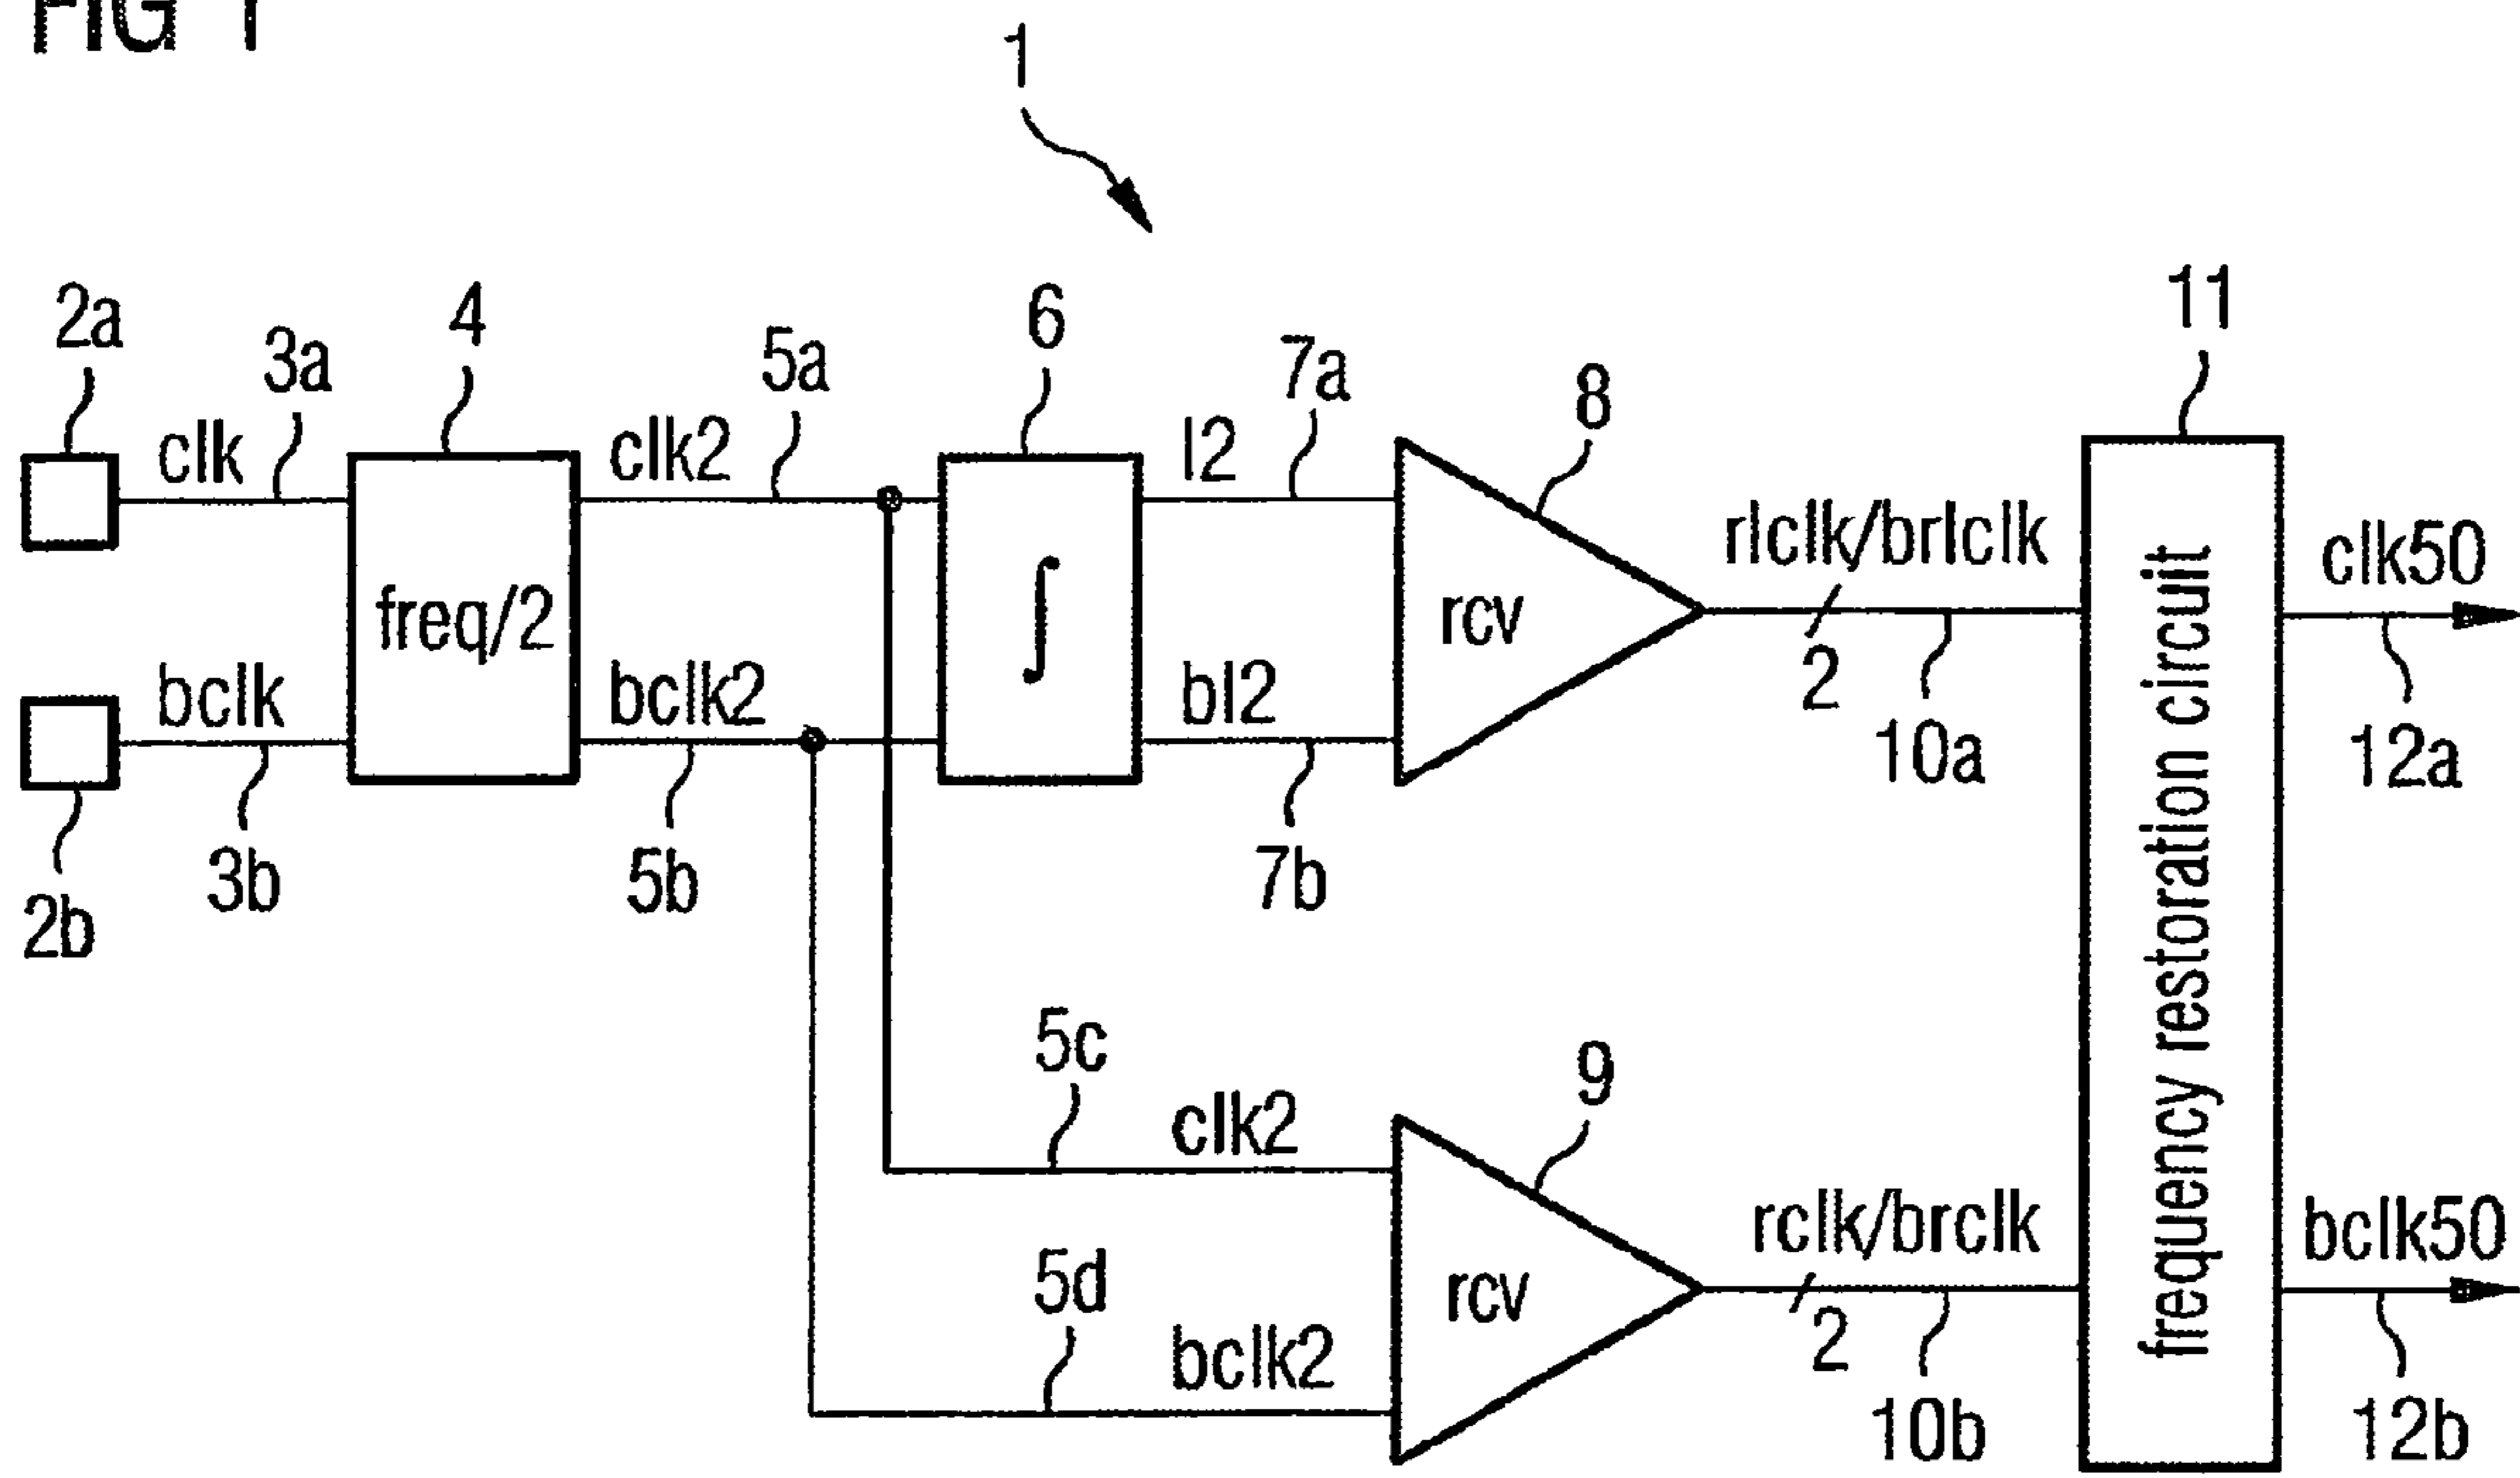 FIG 1
1
2a
3a
4
5a
6
7a
8
11
clk
clk2
I2
rlclk/brlclk
2
10a
clk50
12a
freq/2
∫
rcv
bclk
bclk2
bI2
2b
3b
5b
7b
frequency restoration circuit
5c
clk2
9
rcv
rclk/brclk
2
10b
bclk50
12b
5d
bclk2